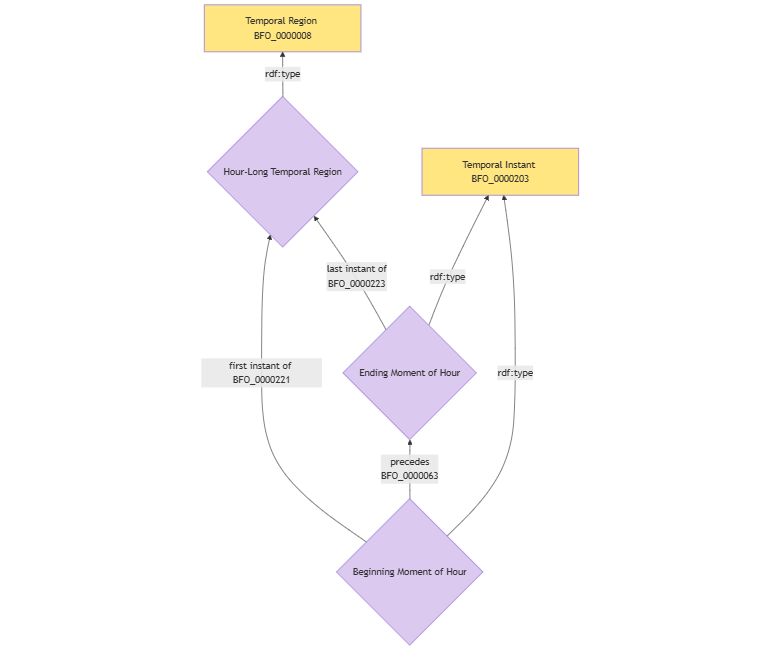 Temporal Region
BFO_0000008
rdf:type
Hour-Long Temporal Region
Temporal Instant
BFO_0000203
last instant of
BFO_0000223
rdf:type
first instant of
BFO_0000221
Ending Moment of Hour
rdf:type
precedes
BFO_0000063
Beginning Moment of Hour